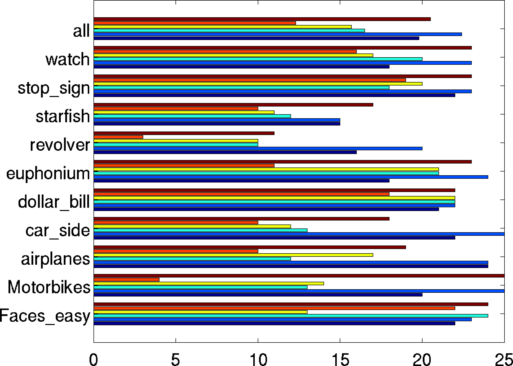 all
watch
stop_sign
starfish
revolver
euphonium
dollar_bill
car_side
airplanes
Motorbikes
Faces_easy
0 5 10 15 20 25